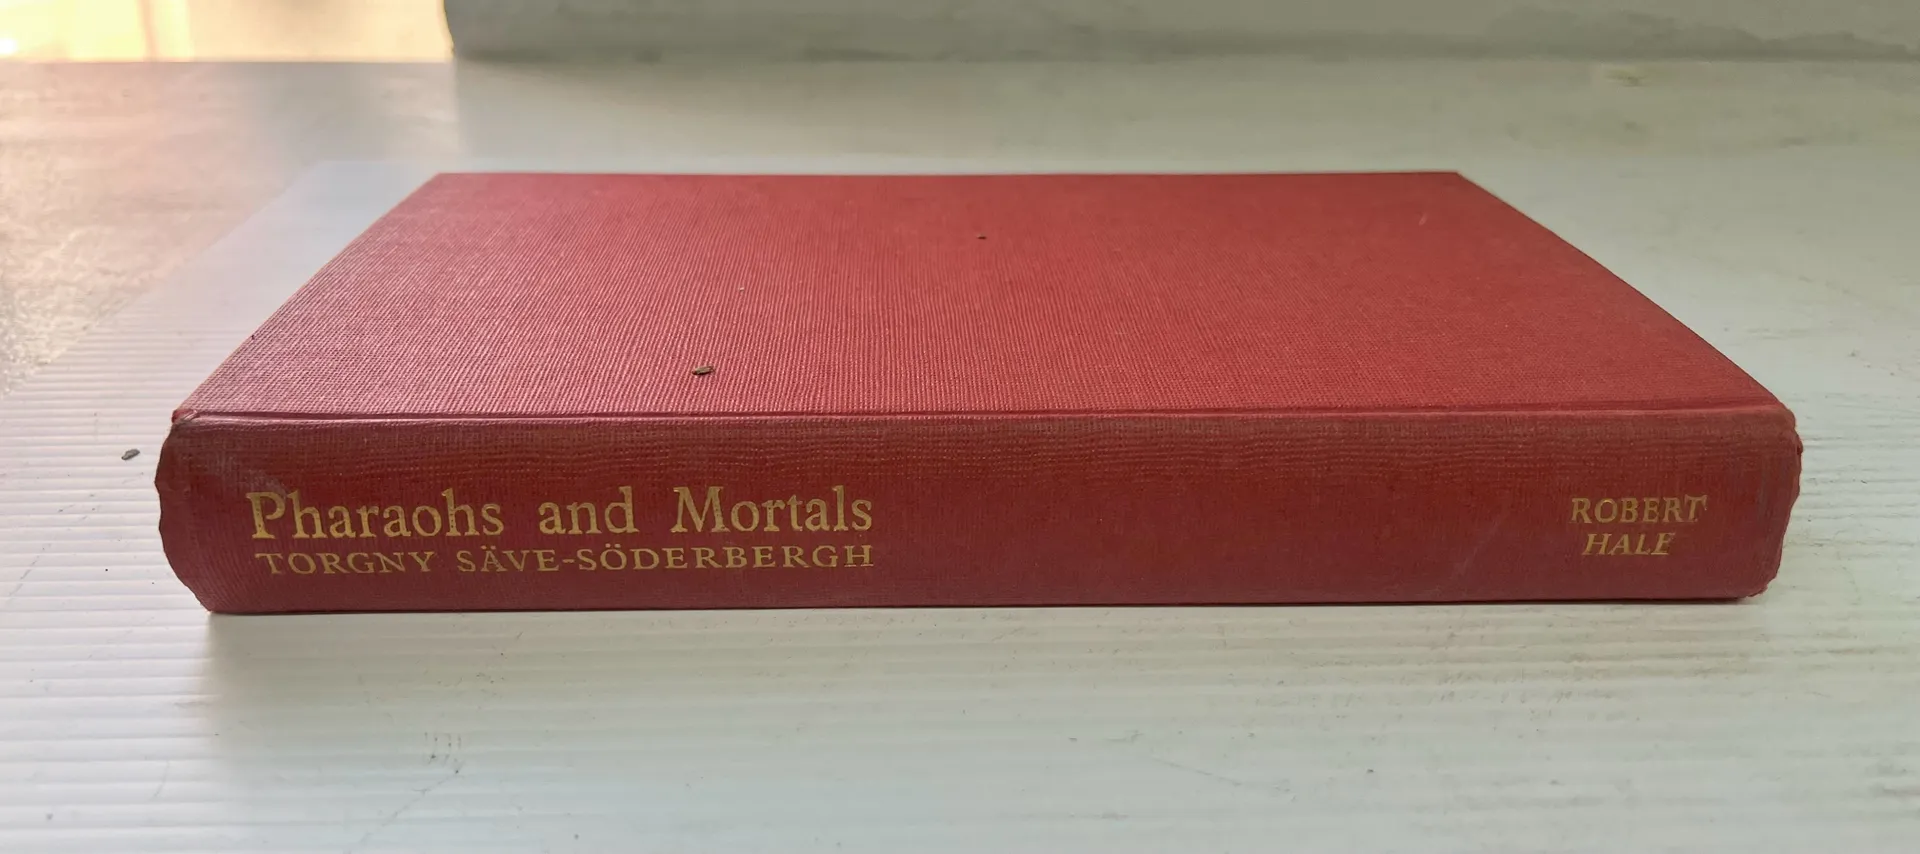 Pharaohs and Mortals
TORGNY SÄVE-SÖDERBERGH
ROBERT
HALE